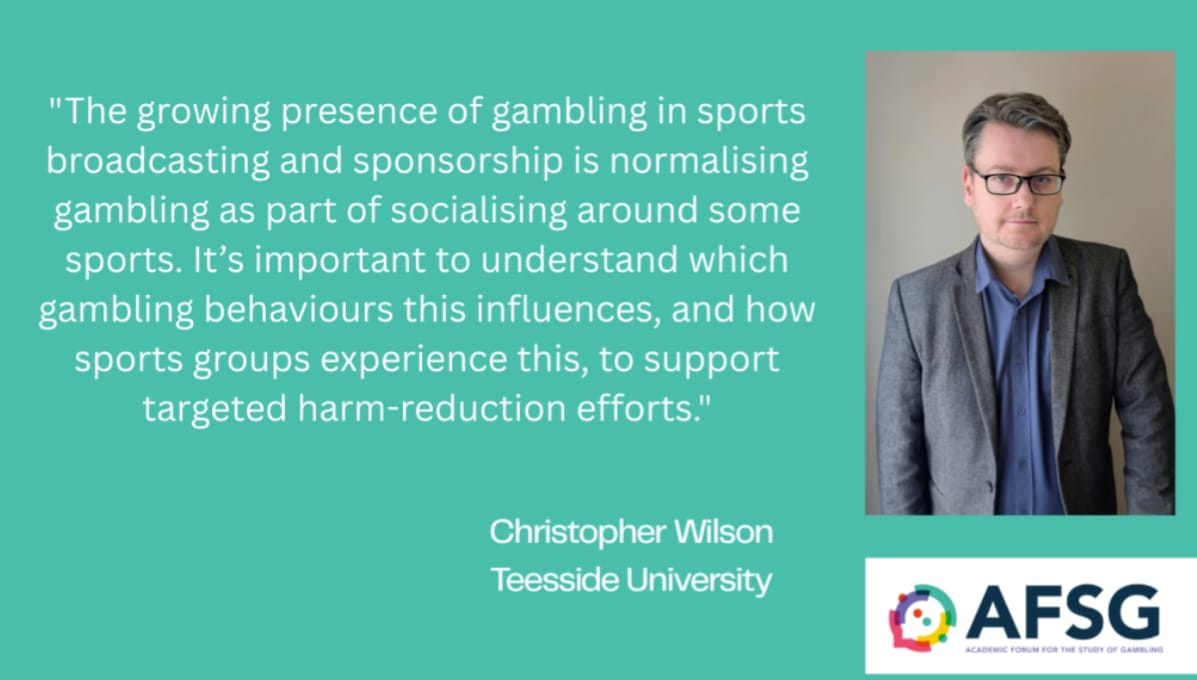 "The growing presence of gambling in sports
broadcasting and sponsorship is normalising
gambling as part of socialising around some
sports. It’s important to understand which
gambling behaviours this influences, and how
sports groups experience this, to support
targeted harm-reduction efforts."
Christopher Wilson
Teesside University
AFSG
ACADEMIC FORUM FOR THE STUDY OF GAMBLING